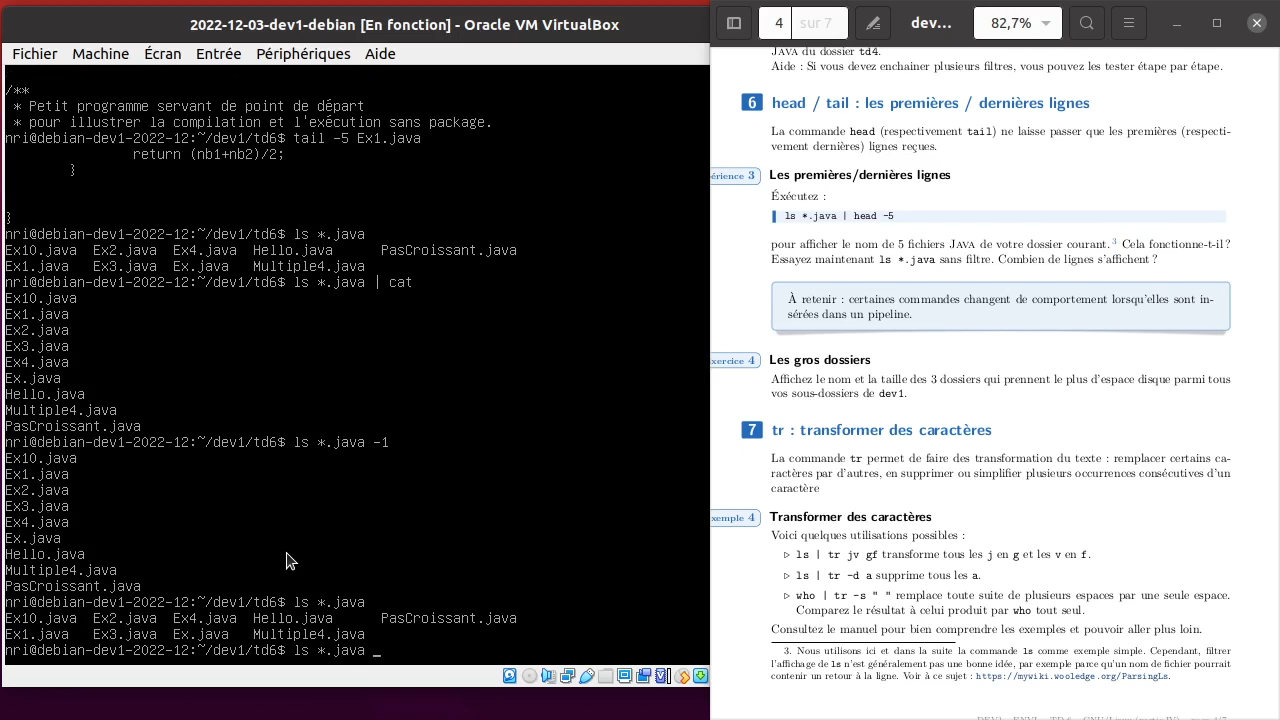 2022-12-03-dev1-debian [En fonction] - Oracle VM VirtualBox
Fichier Machine Écran Entrée Périphériques Aide
/**
 * Petit programme servant de point de départ
 * pour illustrer la compilation et l'exécution sans package.
nri@debian-dev1-2022-12:~/dev1/td6$ tail -5 Ex1.java
return (nb1+nb2)/2;
}
}
nri@debian-dev1-2022-12:~/dev1/td6$ ls *.java
Ex10.java Ex2.java Ex4.java Hello.java PasCroissant.java
Ex1.java Ex3.java Ex.java Multiple4.java
nri@debian-dev1-2022-12:~/dev1/td6$ ls *.java | cat
Ex10.java
Ex1.java
Ex2.java
Ex3.java
Ex4.java
Ex.java
Hello.java
Multiple4.java
PasCroissant.java
nri@debian-dev1-2022-12:~/dev1/td6$ ls *.java -1
Ex10.java
Ex1.java
Ex2.java
Ex3.java
Ex4.java
Ex.java
Hello.java
Multiple4.java
PasCroissant.java
nri@debian-dev1-2022-12:~/dev1/td6$ ls *.java
Ex10.java Ex2.java Ex4.java Hello.java PasCroissant.java
Ex1.java Ex3.java Ex.java Multiple4.java
nri@debian-dev1-2022-12:~/dev1/td6$ ls *.java _
4 sur 7 dev... 82,7%
JAVA du dossier td4.
Aide : Si vous devez enchainer plusieurs filtres, vous pouvez les tester étape par étape.
6 head / tail : les premières / dernières lignes
La commande head (respectivement tail) ne laisse passer que les premières (respecti-
vement dernières) lignes reçues.
érience 3 Les premières/dernières lignes
Éxécutez :
ls *.java | head -5
pour afficher le nom de 5 fichiers JAVA de votre dossier courant. 3 Cela fonctionne-t-il ?
Essayez maintenant ls *.java sans filtre. Combien de lignes s'affichent ?
À retenir : certaines commandes changent de comportement lorsqu'elles sont in-
sérées dans un pipeline.
xercice 4 Les gros dossiers
Affichez le nom et la taille des 3 dossiers qui prennent le plus d'espace disque parmi tous
vos sous-dossiers de dev1.
7 tr : transformer des caractères
La commande tr permet de faire des transformation du texte : remplacer certains ca-
ractères par d'autres, en supprimer ou simplifier plusieurs occurrences consécutives d'un
caractère
xemple 4 Transformer des caractères
Voici quelques utilisations possibles :
▷ ls | tr jv gf transforme tous les j en g et les v en f.
▷ ls | tr -d a supprime tous les a.
▷ who | tr -s " " remplace toute suite de plusieurs espaces par une seule espace.
Comparez le résultat à celui produit par who tout seul.
Consultez le manuel pour bien comprendre les exemples et pouvoir aller plus loin.
3. Nous utilisons ici et dans la suite la commande ls comme exemple simple. Cependant, filtrer
l'affichage de ls n'est généralement pas une bonne idée, par exemple parce qu'un nom de fichier pourrait
contenir un retour à la ligne. Voir à ce sujet : https://mywiki.wooledge.org/ParsingLs.